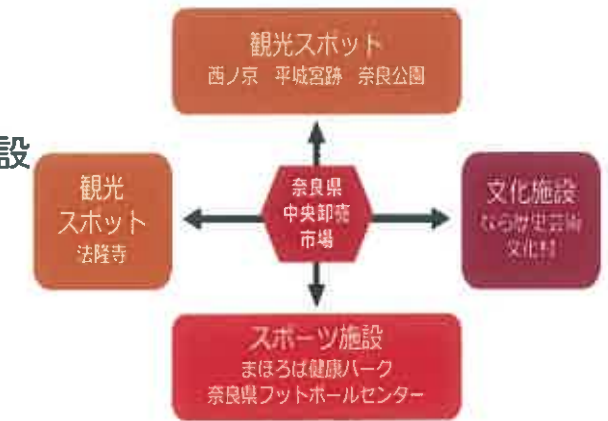 観光スポット
西ノ京 平城宮跡 奈良公園
設
観光
スポット
法隆寺
奈良県
中央卸売
市場
文化施設
なら歴史芸術
文化村
スポーツ施設
まほろば健康パーク
奈良県フットボールセンター